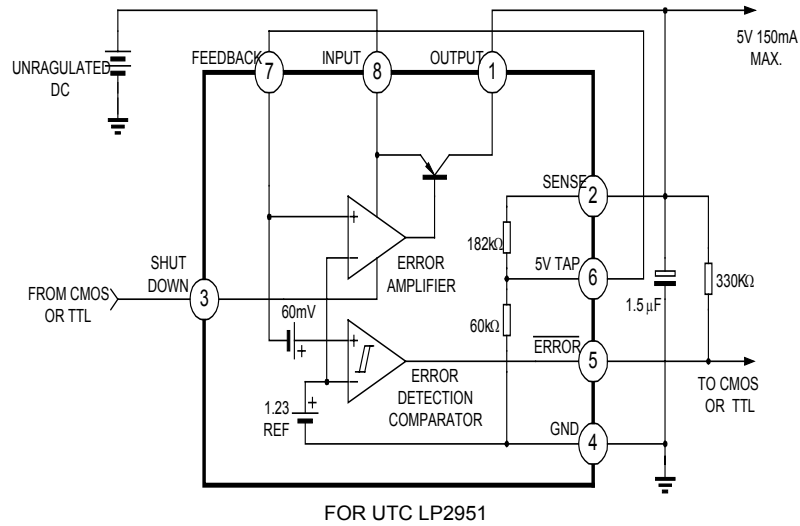 UNRAGULATED
DC
FEEDBACK
7
INPUT
8
OUTPUT
1
5V 150mA
MAX.
SENSE
2
182kΩ
5V TAP
6
330KΩ
1.5 μF
60kΩ
ERROR
5
TO CMOS
OR TTL
GND
4
SHUT
DOWN
3
FROM CMOS
OR TTL
+
−
ERROR
AMPLIFIER
60mV
+
+
−
ERROR
DETECTION
COMPARATOR
1.23
REF
+
FOR UTC LP2951